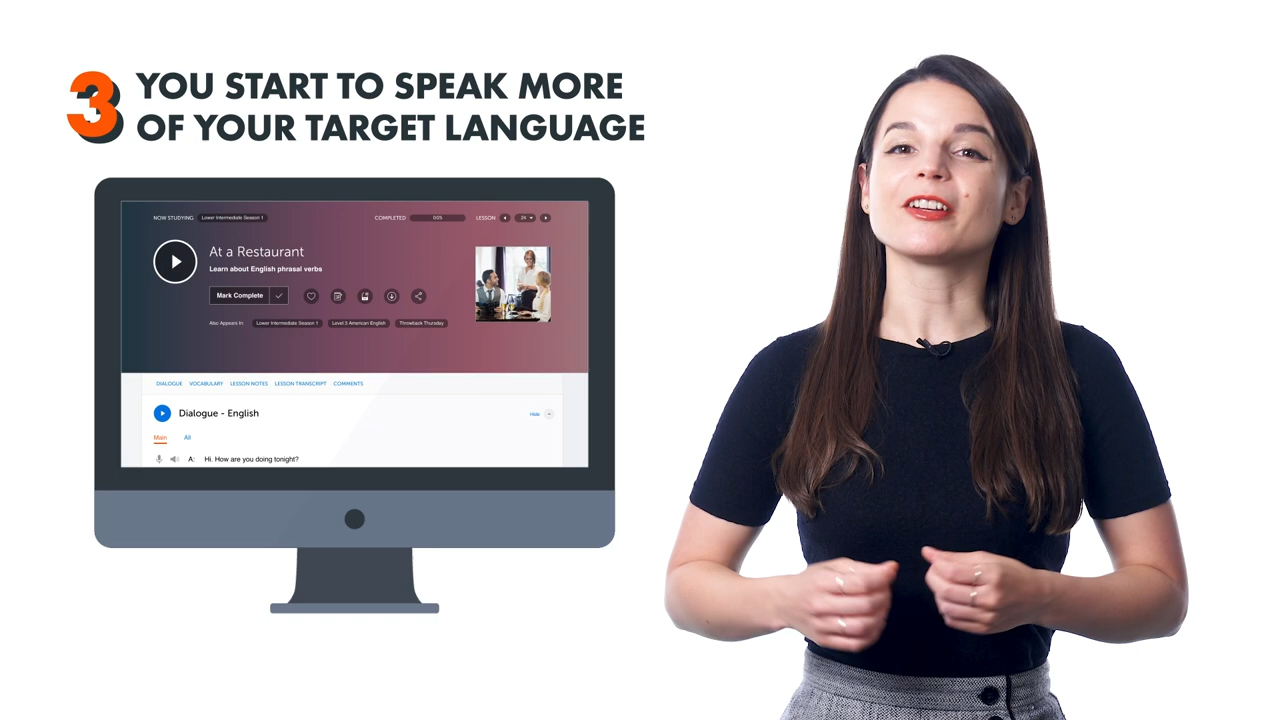 3 YOU START TO SPEAK MORE
OF YOUR TARGET LANGUAGE
NOW STUDYING Lower Intermediate Season 1 COMPLETED 0/25 LESSON 24
At a Restaurant
Learn about English phrasal verbs
Mark Complete
Also Appears In: Lower Intermediate Season 1 Level 3 American English Throwback Thursday
DIALOGUE VOCABULARY LESSON NOTES LESSON TRANSCRIPT COMMENTS
Dialogue - English Hide
Main All
A: Hi. How are you doing tonight?